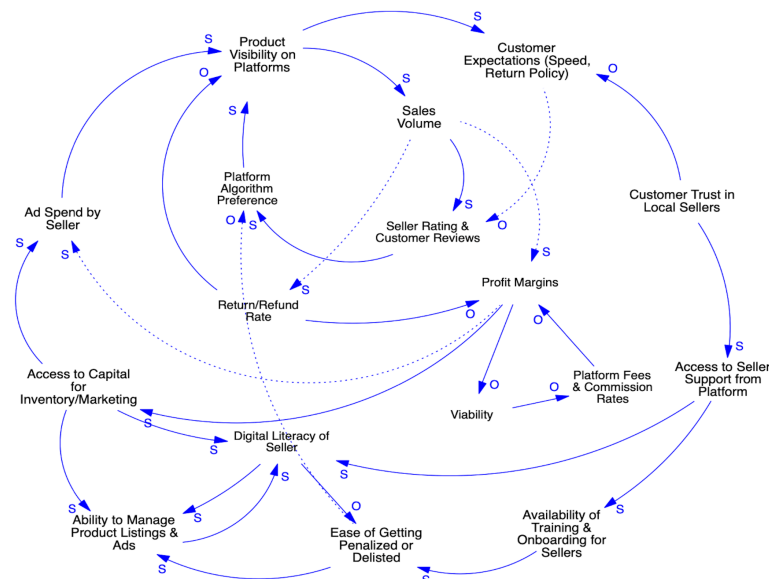 S
Product
Visibility on
Platforms
S
O
Customer
Expectations (Speed,
Return Policy)
O
S
S
Sales
Volume
Platform
Algorithm
Preference
O
S
Ad Spend by
Seller
S
S
S
Seller Rating &
Customer Reviews
O
Customer Trust in
Local Sellers
S
Profit Margins
S
Return/Refund
Rate
O
O
S
Access to Seller
Support from
Platform
Platform Fees
& Commission
Rates
O
O
Viability
Access to Capital
for
Inventory/Marketing
S
S
Digital Literacy of
Seller
S
S
S
S
O
S
S
Ability to Manage
Product Listings &
Ads
S
Ease of Getting
Penalized or
Delisted
S
Availability of
Training &
Onboarding for
Sellers